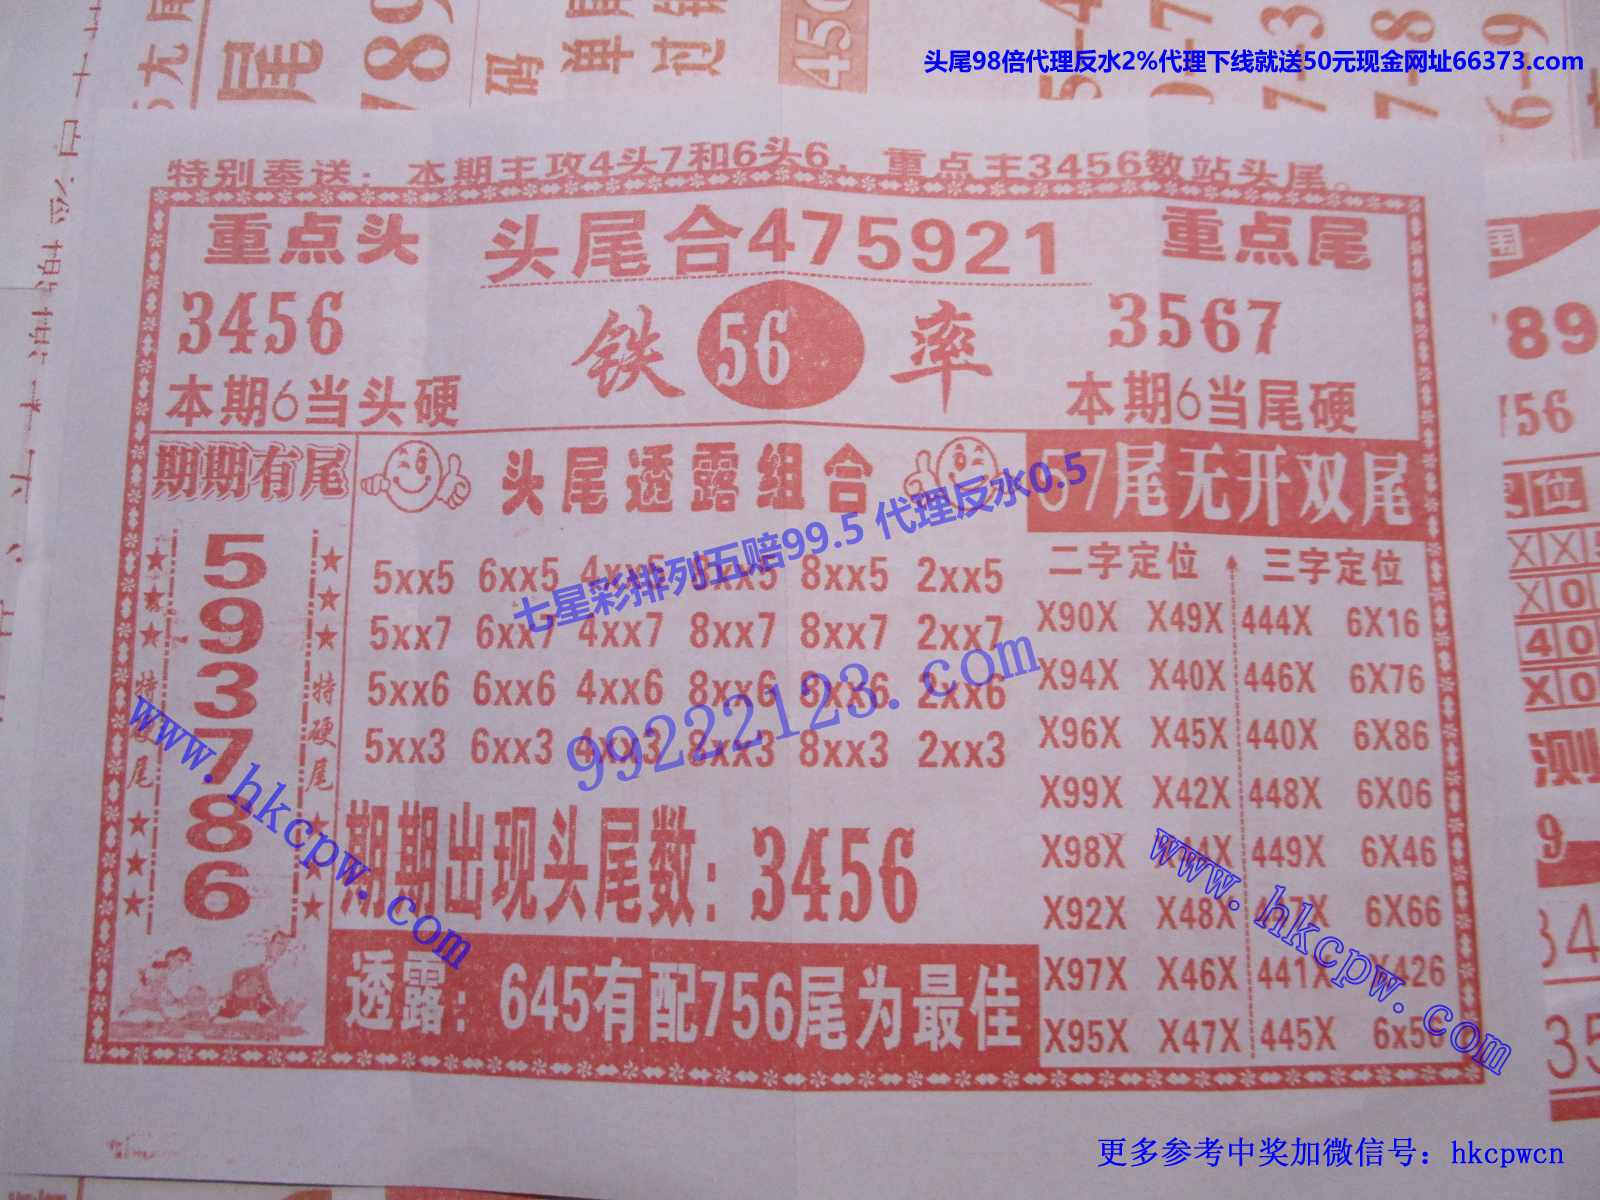 头尾98倍代理反水2%代理下线就送50元现金网址66373.com
特别奉送：本期主攻4头7和6头6，重点主3456数站头尾。
重点头 头尾合475921 重点尾
3456 铁 56 率 3567
本期6当头硬 本期6当尾硬
期期有尾
5
9
3
7
8
6
特硬尾
特硬尾
头尾透露组合
5xx5 6xx5 4xx5 8xx5 8xx5 2xx5
5xx7 6xx7 4xx7 8xx7 8xx7 2xx7
5xx6 6xx6 4xx6 8xx6 8xx6 2xx6
5xx3 6xx3 4xx3 8xx3 8xx3 2xx3
七星彩排列五赔99.5 代理反水0.5
99222123.com
期期出现头尾数：3456
透露：645有配756尾为最佳
57尾无开双尾
二字定位 三字定位
X90X X49X 444X 6X16
X94X X40X 446X 6X76
X96X X45X 440X 6X86
X99X X42X 448X 6X06
X98X X44X 449X 6X46
X92X X48X 447X 6X66
X97X X46X 441X 6X426
X95X X47X 445X 6x56
www.hkcpw.com
www.hkcpw.com
更多参考中奖加微信号：hkcpwcn